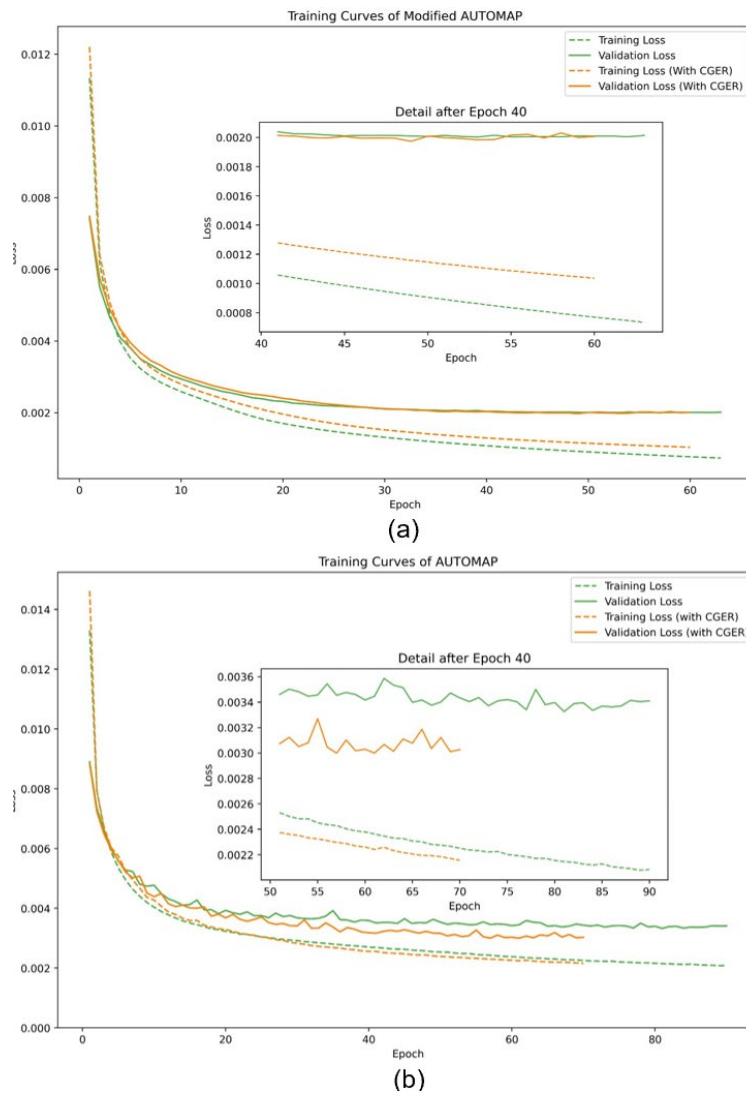 Training Curves of Modified AUTOMAP
Training Loss
Validation Loss
Training Loss (With CGER)
Validation Loss (With CGER)
0.012
0.010
0.008
0.006
0.004
0.002
Loss
Detail after Epoch 40
0.0020
0.0018
0.0016
0.0014
0.0012
0.0010
0.0008
Loss
40 45 50 55 60
Epoch
0 10 20 30 40 50 60
Epoch
(a)
Training Curves of AUTOMAP
Training Loss
Validation Loss
Training Loss (with CGER)
Validation Loss (with CGER)
0.014
0.012
0.010
0.008
0.006
0.004
0.002
0.000
Loss
Detail after Epoch 40
0.0036
0.0034
0.0032
0.0030
0.0028
0.0026
0.0024
0.0022
Loss
50 55 60 65 70 75 80 85 90
Epoch
0 20 40 60 80
Epoch
(b)